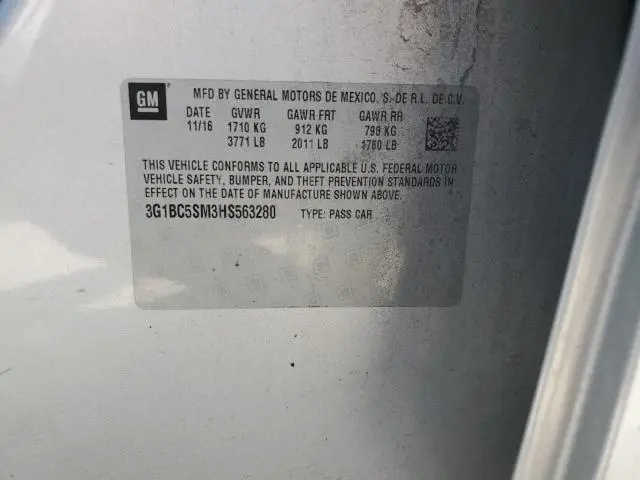 GM
MFD BY GENERAL MOTORS DE MEXICO, S. DE R.L. DE C.V.
DATE GVWR GAWR FRT GAWR RR
11/16 1710 KG 912 KG 798 KG
3771 LB 2011 LB 1760 LB
THIS VEHICLE CONFORMS TO ALL APPLICABLE U.S. FEDERAL MOTOR
VEHICLE SAFETY, BUMPER, AND THEFT PREVENTION STANDARDS IN
EFFECT ON THE DATE OF MANUFACTURE SHOWN ABOVE.
3G1BC5SM3HS563280 TYPE: PASS CAR